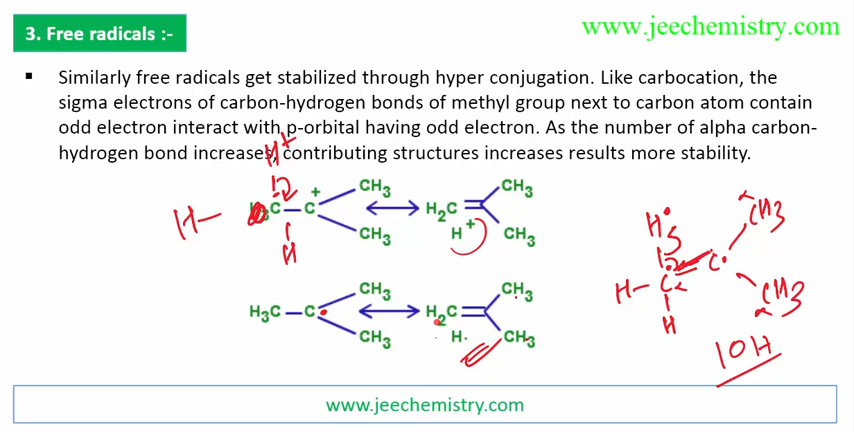 www.jeechemistry.com
3. Free radicals :-
▪ Similarly free radicals get stabilized through hyper conjugation. Like carbocation, the
sigma electrons of carbon-hydrogen bonds of methyl group next to carbon atom contain
odd electron interact with p-orbital having odd electron. As the number of alpha carbon-
hydrogen bond increases, contributing structures increases results more stability.
H+
+ CH3 CH3
H– C – C ⟷ H2C
CH3 H+ CH3
H
H•
CH3
C•
H– C
CH3
H
CH3 CH3
H3C – C• ⟷ H2C
CH3 H• CH3
10H
www.jeechemistry.com